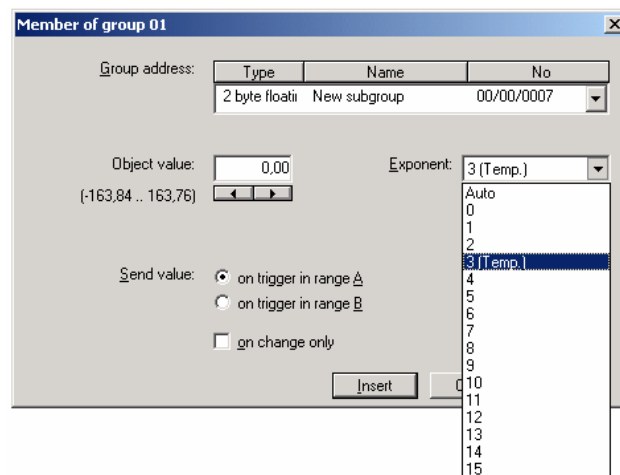 Member of group 01
Group address:
Type Name No
2 byte floatii New subgroup 00/00/0007
Object value: 0,00 Exponent: 3 (Temp.)
(-163,84 .. 163,76)
Auto
0
1
2
3 (Temp.)
4
5
6
7
8
9
10
11
12
13
14
15
Send value: on trigger in range A
on trigger in range B
on change only
Insert